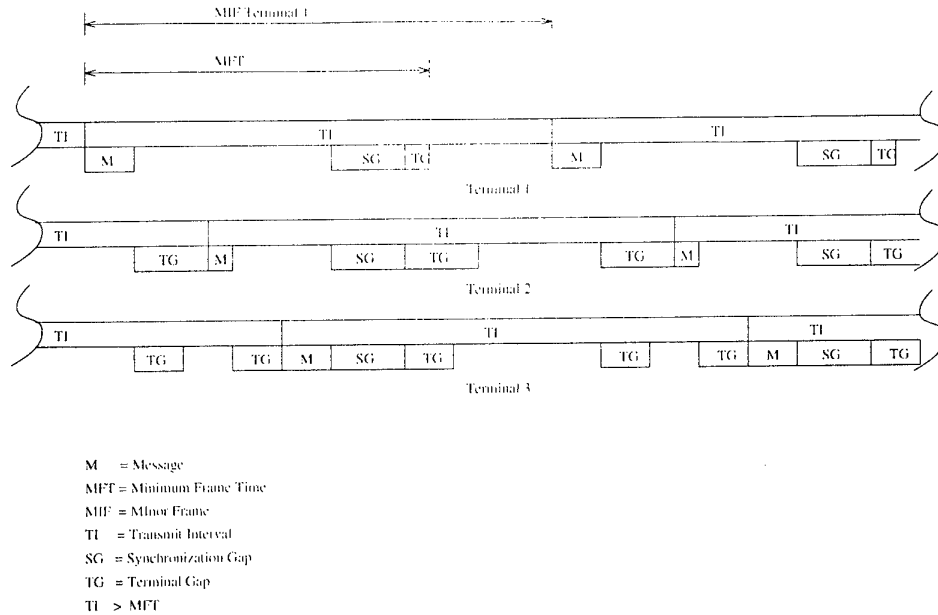 MIF Terminal 1
MFT
TI TI TI
M SG TG M SG TG
Terminal 1
TI TI TI
TG M SG TG TG M SG TG
Terminal 2
TI TI TI
TG TG M SG TG TG TG M SG TG
Terminal 3
M = Message
MFT = Minimum Frame Time
MIF = MInor Frame
TI = Transmit Interval
SG = Synchronization Gap
TG = Terminal Gap
TI > MFT